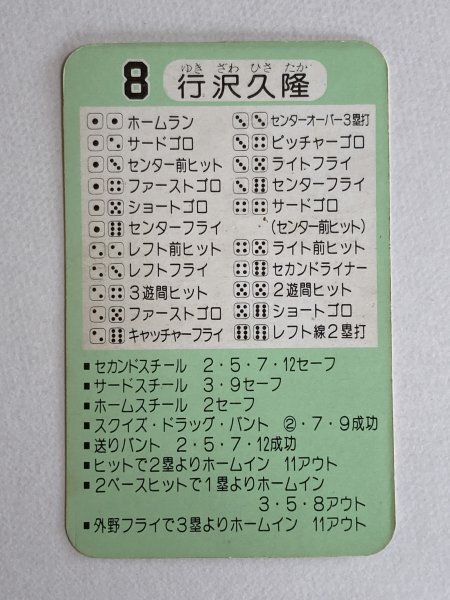 8 行沢久隆
ゆき ざわ ひさ たか
⚀⚀ ホームラン
⚀⚁ サードゴロ
⚀⚂ センター前ヒット
⚀⚃ ファーストゴロ
⚀⚄ ショートゴロ
⚀⚅ センターフライ
⚁⚁ レフト前ヒット
⚁⚂ レフトフライ
⚁⚃ 3遊間ヒット
⚁⚄ ファーストゴロ
⚁⚅ キャッチャーフライ
⚂⚂ センターオーバー3塁打
⚂⚃ ピッチャーゴロ
⚂⚄ ライトフライ
⚂⚅ センターフライ
⚃⚃ サードゴロ
(センター前ヒット)
⚃⚄ ライト前ヒット
⚃⚅ セカンドライナー
⚄⚄ 2遊間ヒット
⚄⚅ ショートゴロ
⚅⚅ レフト線2塁打
■セカンドスチール 2・5・7・12セーフ
■サードスチール 3・9セーフ
■ホームスチール 2セーフ
■スクイズ・ドラッグ・バント ②・7・9成功
■送りバント 2・5・7・12成功
■ヒットで2塁よりホームイン 11アウト
■2ベースヒットで1塁よりホームイン
3・5・8アウト
■外野フライで3塁よりホームイン 11アウト